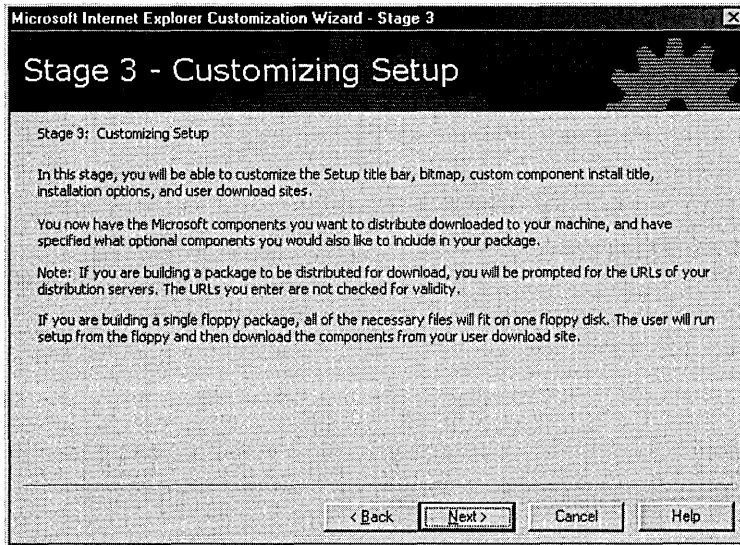 Microsoft Internet Explorer Customization Wizard - Stage 3
Stage 3 - Customizing Setup
Stage 3: Customizing Setup
In this stage, you will be able to customize the Setup title bar, bitmap, custom component install title,
installation options, and user download sites.
You now have the Microsoft components you want to distribute downloaded to your machine, and have
specified what optional components you would also like to include in your package.
Note: If you are building a package to be distributed for download, you will be prompted for the URLs of your
distribution servers. The URLs you enter are not checked for validity.
If you are building a single floppy package, all of the necessary files will fit on one floppy disk. The user will run
setup from the floppy and then download the components from your user download site.
< Back Next > Cancel Help